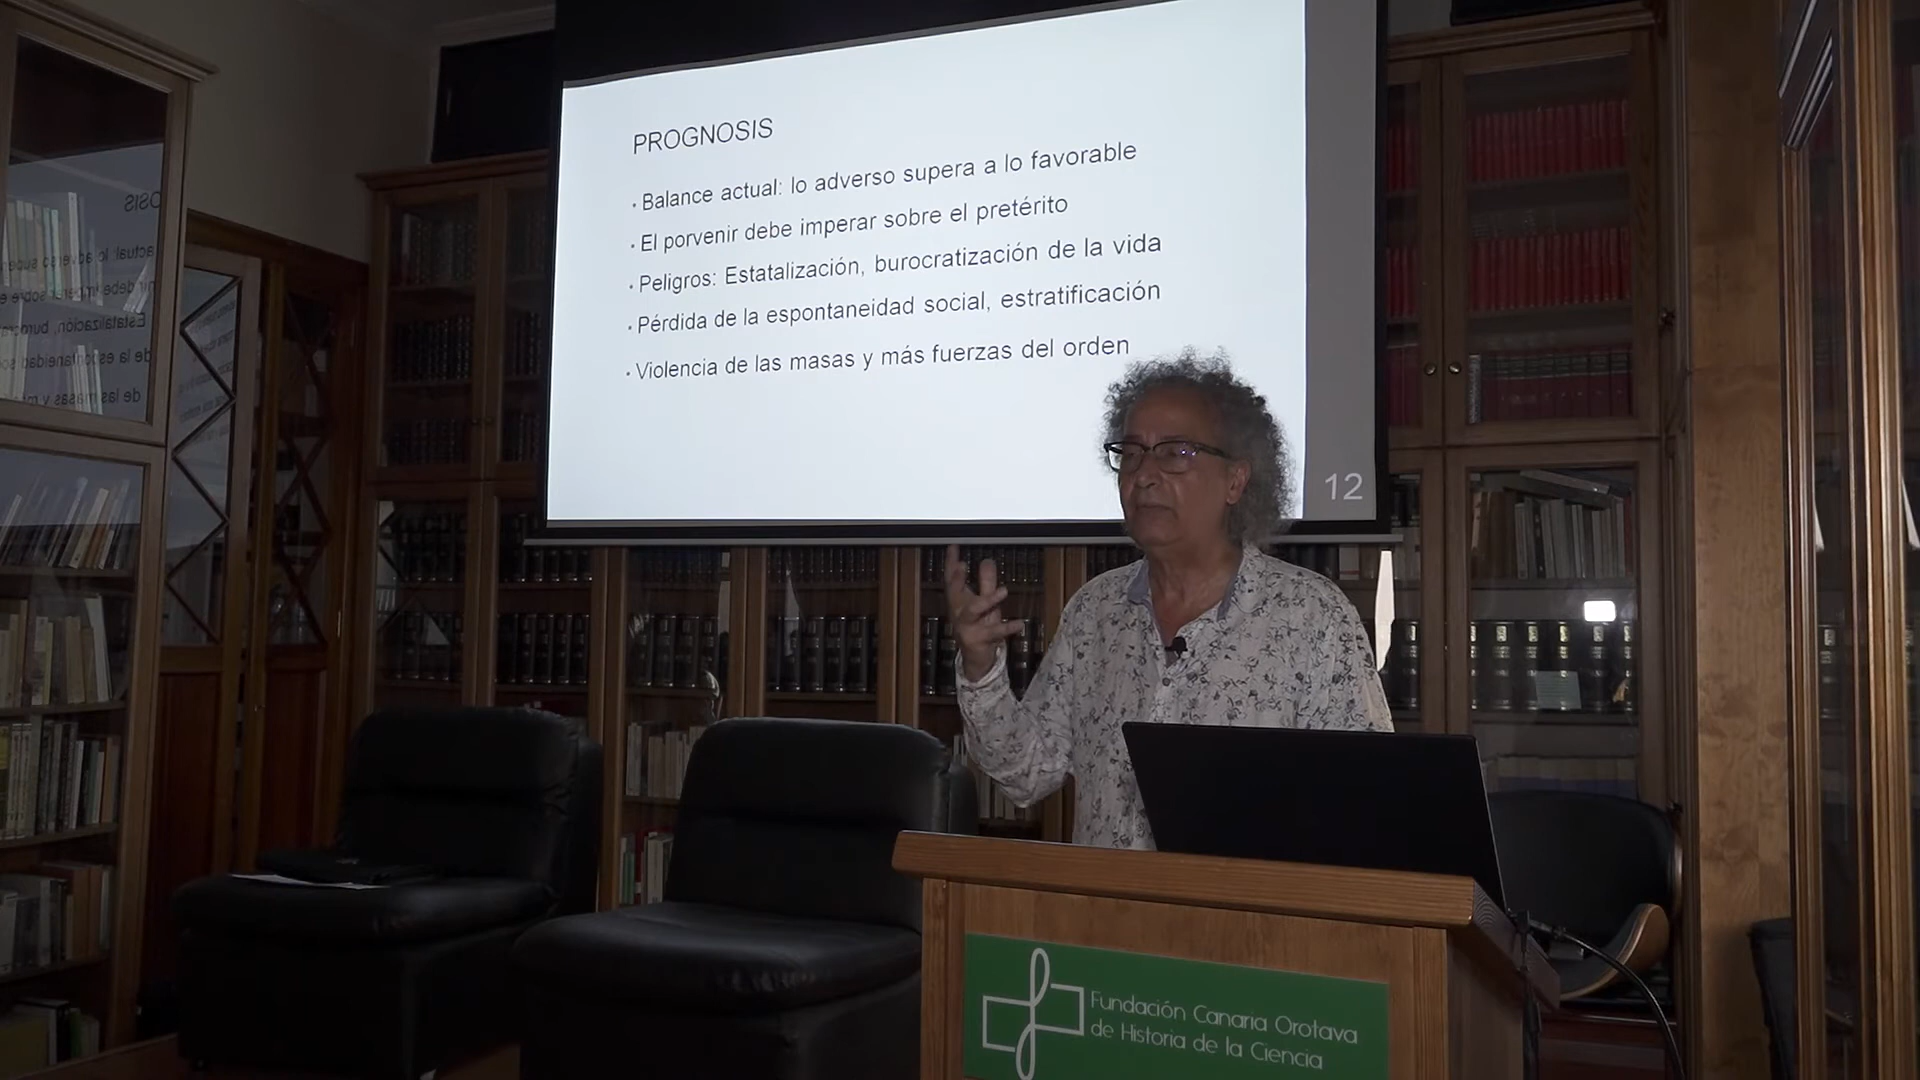 PROGNOSIS
• Balance actual: lo adverso supera a lo favorable
• El porvenir debe imperar sobre el pretérito
• Peligros: Estatalización, burocratización de la vida
• Pérdida de la espontaneidad social, estratificación
• Violencia de las masas y más fuerzas del orden
12
Fundación Canaria Orotava
de Historia de la Ciencia